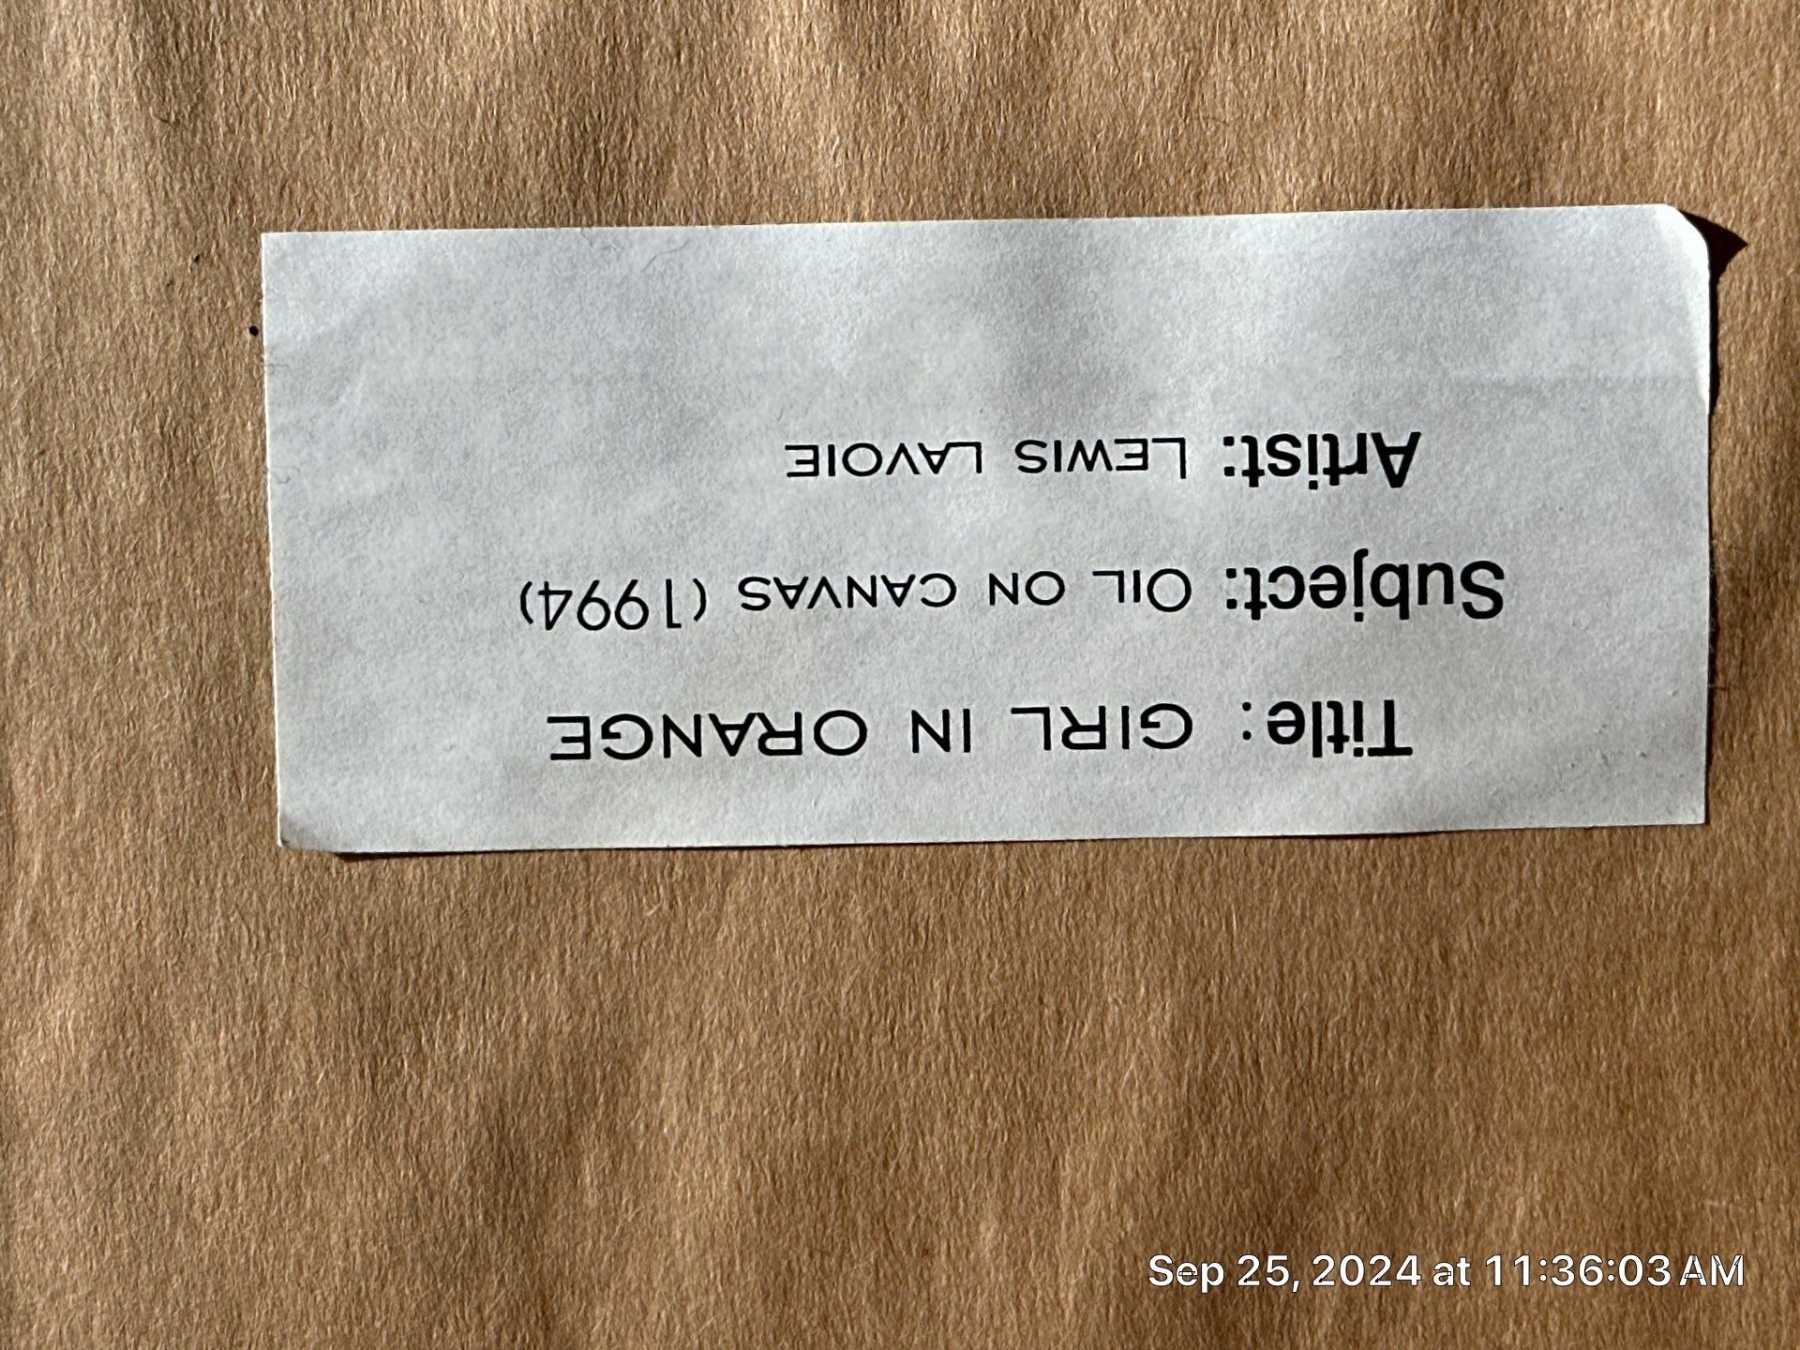 Title: GIRL IN ORANGE
Subject: OIL ON CANVAS (1994)
Artist: LEWIS LAVOIE
Sep 25, 2024 at 11:36:03 AM